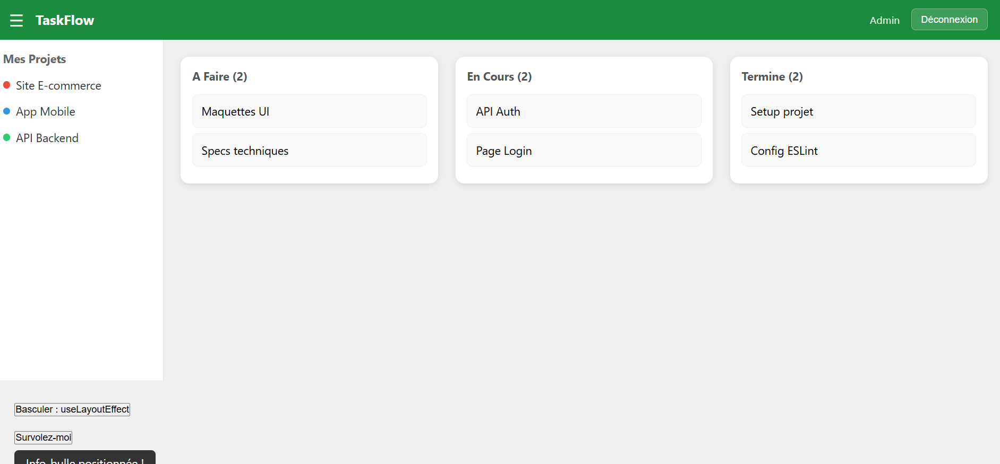 ☰ TaskFlow
Admin
Déconnexion
Mes Projets
Site E-commerce
App Mobile
API Backend
A Faire (2)
Maquettes UI
Specs techniques
En Cours (2)
API Auth
Page Login
Termine (2)
Setup projet
Config ESLint
Basculer : useLayoutEffect
Survolez-moi
Info-bulle positionnée !